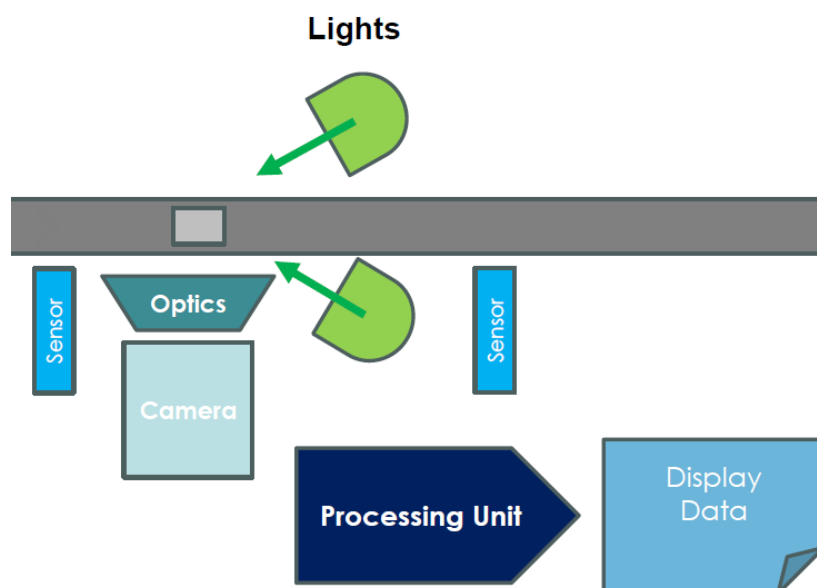 Lights
Sensor
Optics
Sensor
Camera
Processing Unit
Display
Data